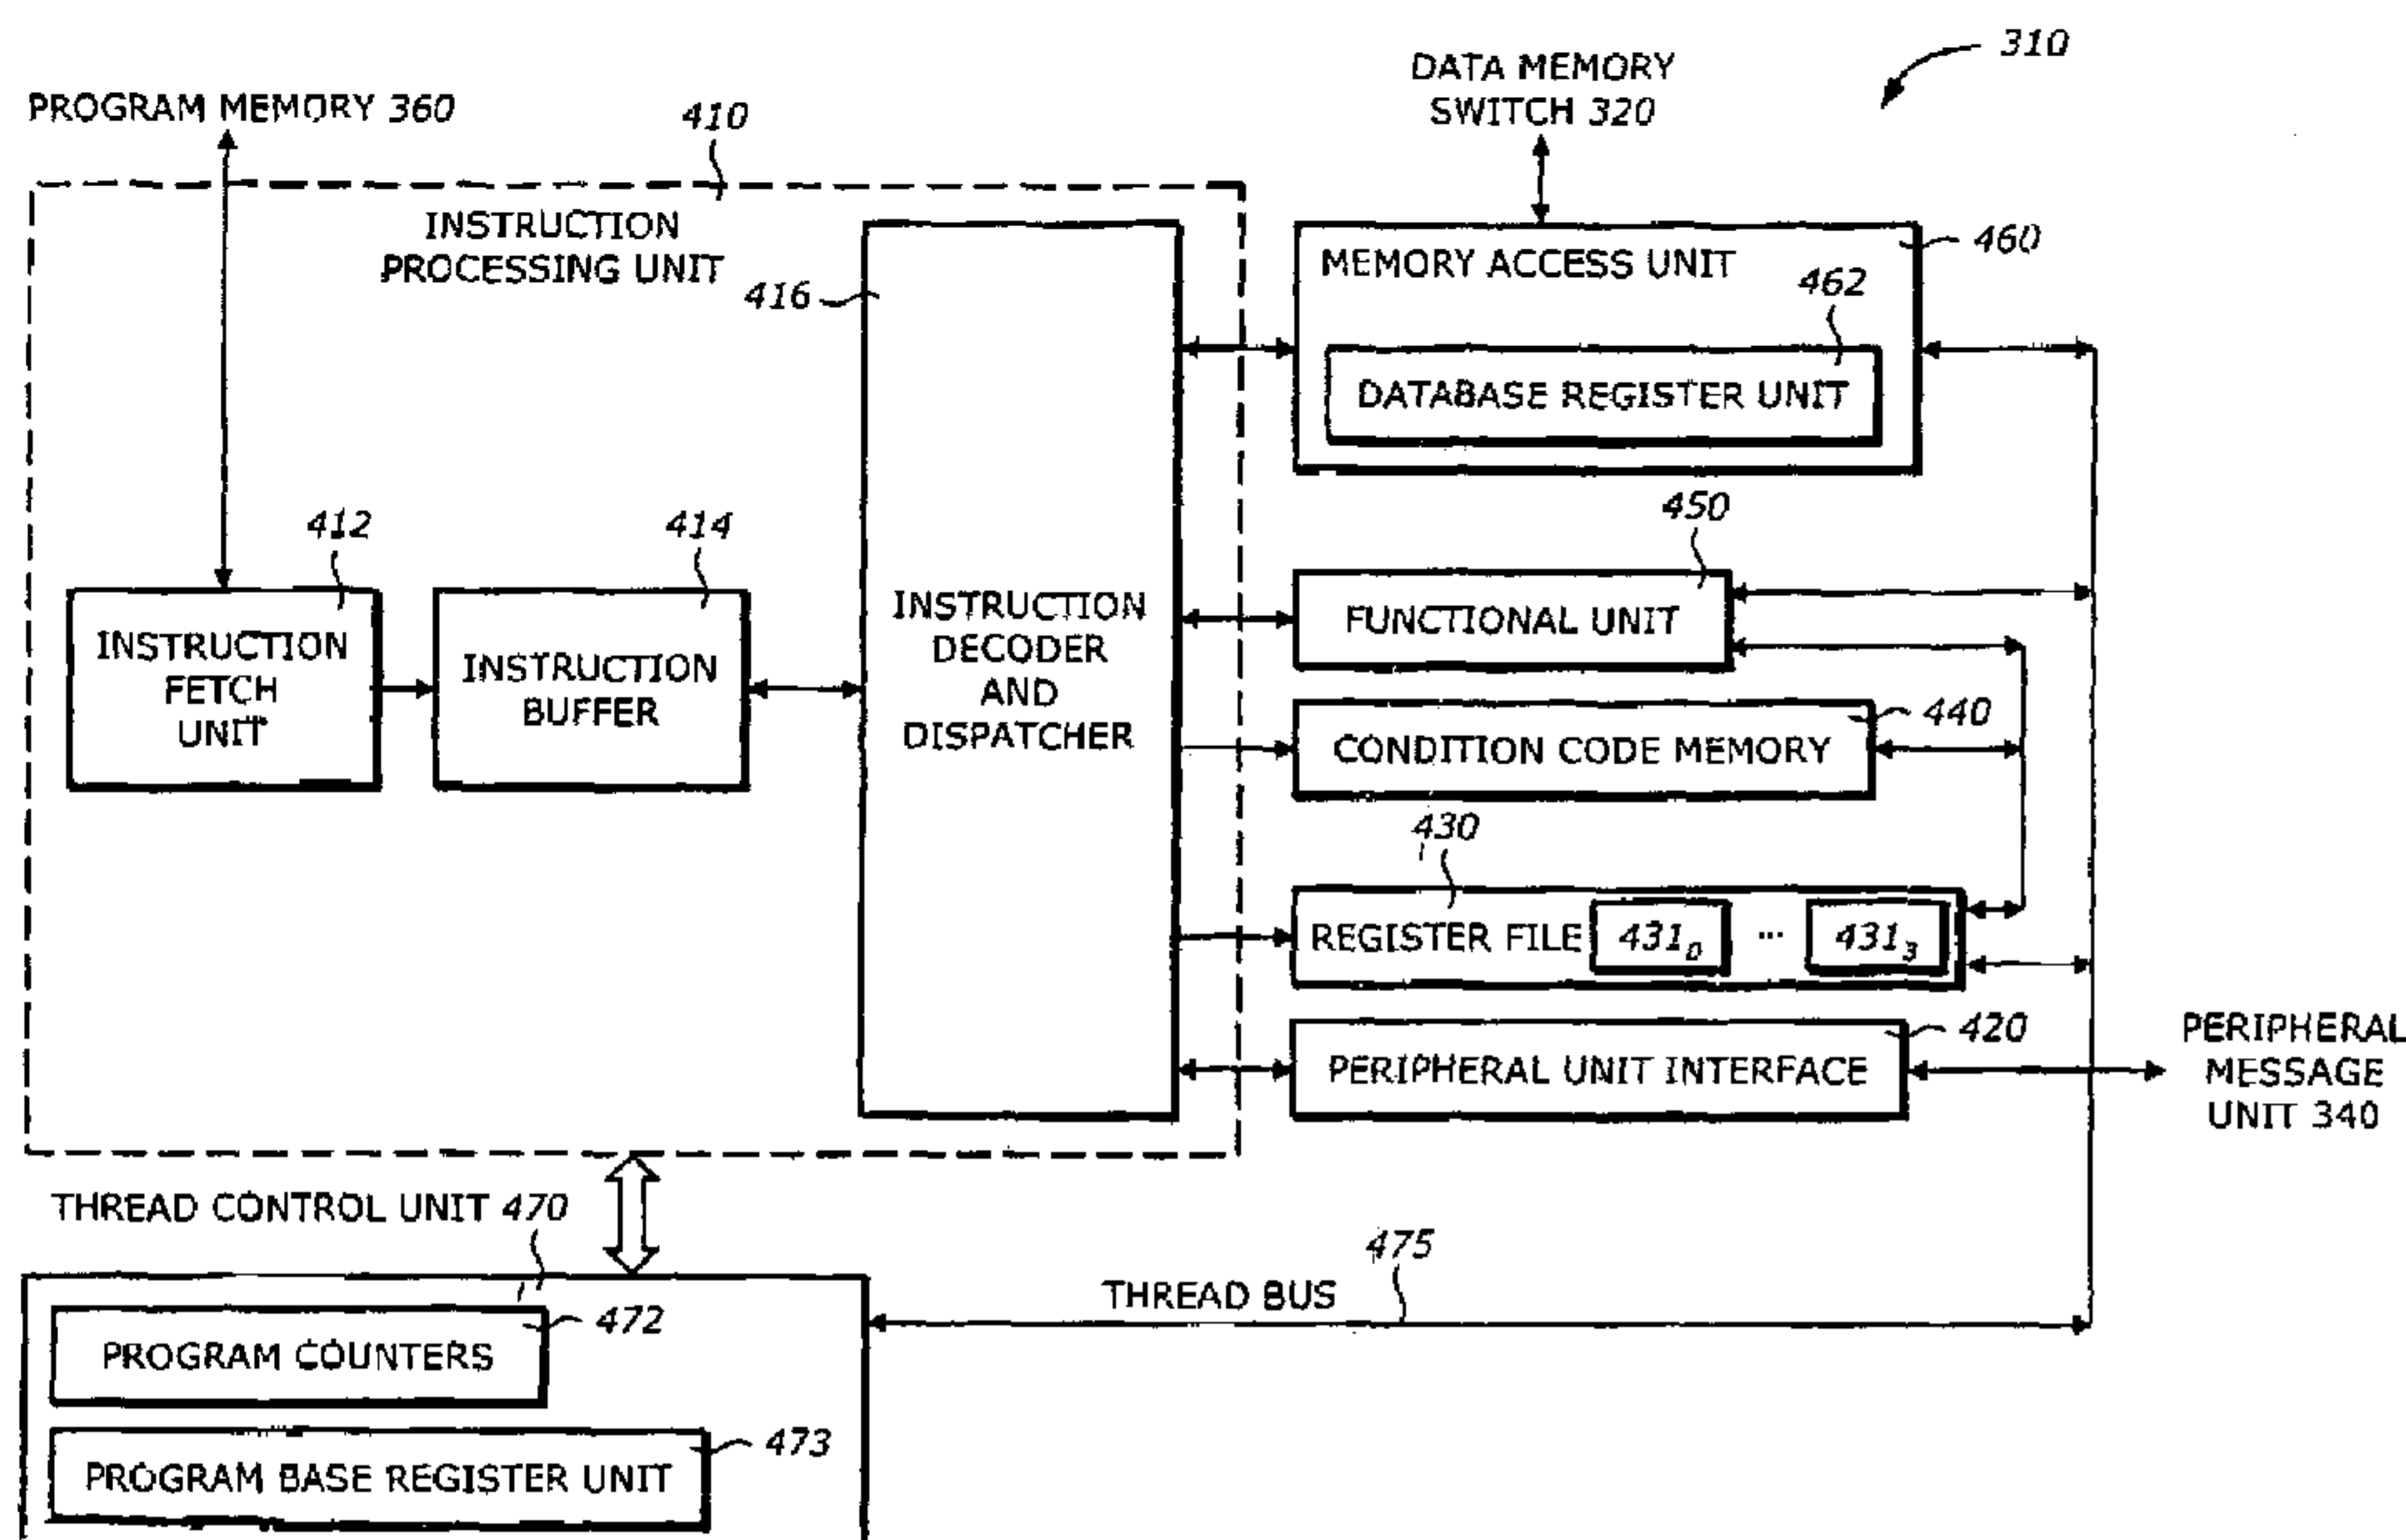 310
DATA MEMORY
SWITCH 320
PROGRAM MEMORY 360
410
INSTRUCTION
PROCESSING UNIT
416
460
MEMORY ACCESS UNIT
462
DATABASE REGISTER UNIT
412
414
450
INSTRUCTION
FETCH
UNIT
INSTRUCTION
BUFFER
INSTRUCTION
DECODER
AND
DISPATCHER
FUNCTIONAL UNIT
440
CONDITION CODE MEMORY
430
REGISTER FILE 431₀ ... 431₃
420
PERIPHERAL UNIT INTERFACE
PERIPHERAL
MESSAGE
UNIT 340
THREAD CONTROL UNIT 470
475
THREAD BUS
472
PROGRAM COUNTERS
473
PROGRAM BASE REGISTER UNIT